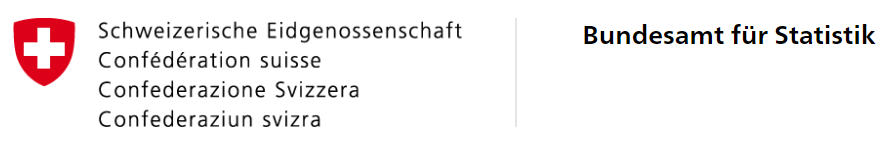 Schweizerische Eidgenossenschaft
Confédération suisse
Confederazione Svizzera
Confederaziun svizra
Bundesamt für Statistik